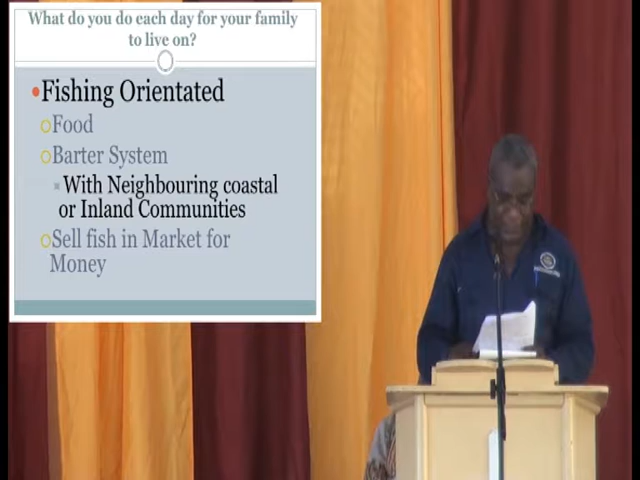 What do you do each day for your family
to live on?
Fishing Orientated
Food
Barter System
With Neighbouring coastal
or Inland Communities
Sell fish in Market for
Money